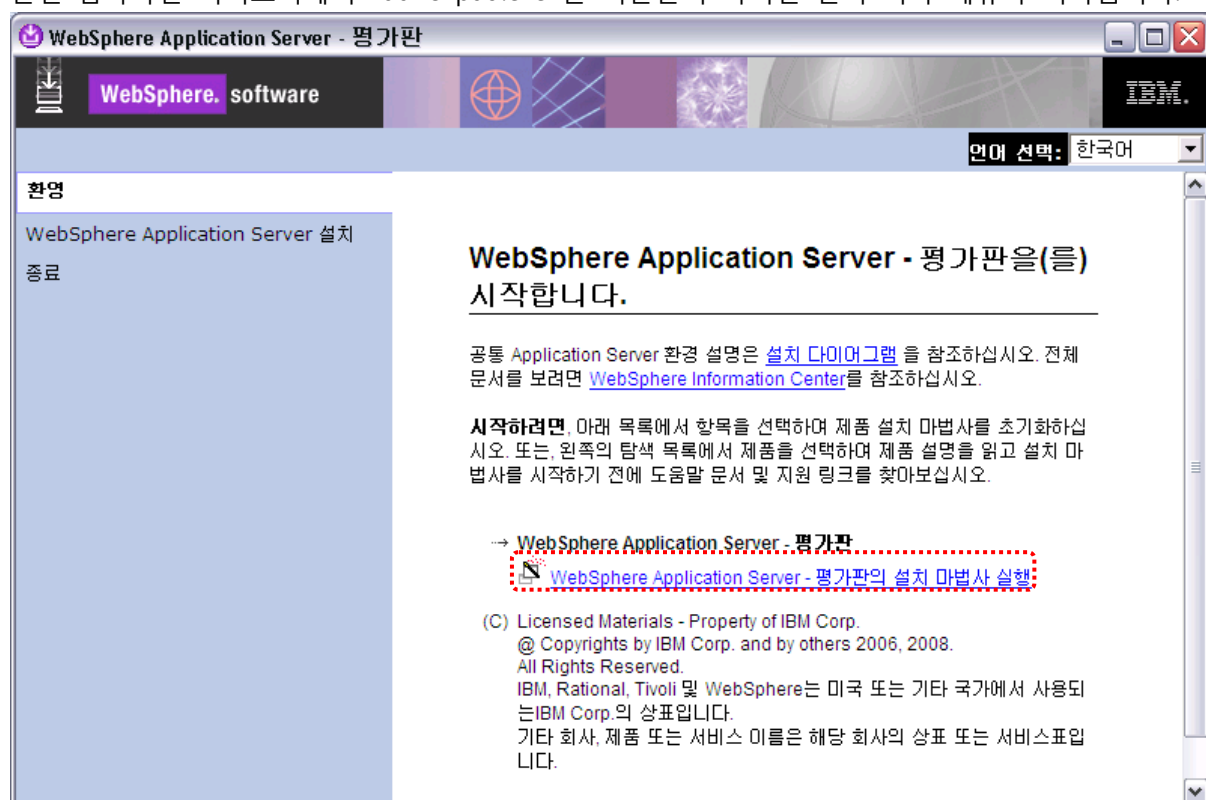 WebSphere Application Server - 평가판
WebSphere. software
IBM.
언어 선택: 한국어
환영
WebSphere Application Server 설치
종료
WebSphere Application Server - 평가판을(를)
시작합니다.
공통 Application Server 환경 설명은 설치 다이어그램 을 참조하십시오. 전체
문서를 보려면 WebSphere Information Center를 참조하십시오.
시작하려면, 아래 목록에서 항목을 선택하여 제품 설치 마법사를 초기화하십
시오. 또는, 왼쪽의 탐색 목록에서 제품을 선택하여 제품 설명을 읽고 설치 마
법사를 시작하기 전에 도움말 문서 및 지원 링크를 찾아보십시오.
WebSphere Application Server - 평가판
WebSphere Application Server - 평가판의 설치 마법사 실행
(C) Licensed Materials - Property of IBM Corp.
@ Copyrights by IBM Corp. and by others 2006, 2008.
All Rights Reserved.
IBM, Rational, Tivoli 및 WebSphere는 미국 또는 기타 국가에서 사용되
는IBM Corp.의 상표입니다.
기타 회사, 제품 또는 서비스 이름은 해당 회사의 상표 또는 서비스표입
니다.